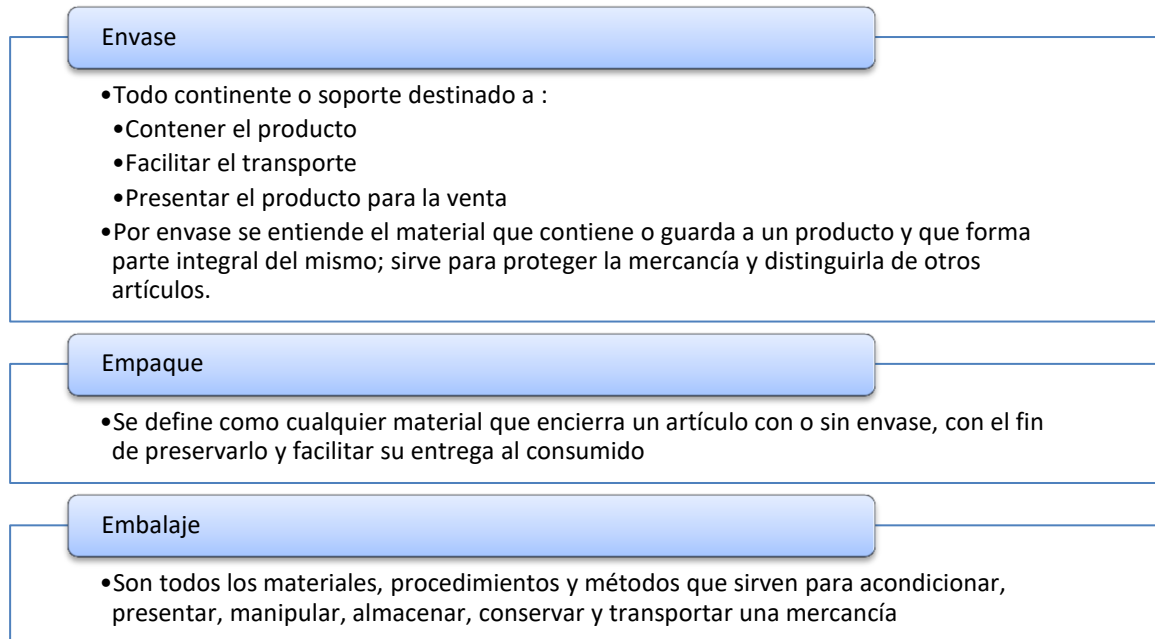 Envase
•Todo continente o soporte destinado a :
•Contener el producto
•Facilitar el transporte
•Presentar el producto para la venta
•Por envase se entiende el material que contiene o guarda a un producto y que forma
parte integral del mismo; sirve para proteger la mercancía y distinguirla de otros
artículos.
Empaque
•Se define como cualquier material que encierra un artículo con o sin envase, con el fin
de preservarlo y facilitar su entrega al consumido
Embalaje
•Son todos los materiales, procedimientos y métodos que sirven para acondicionar,
presentar, manipular, almacenar, conservar y transportar una mercancía